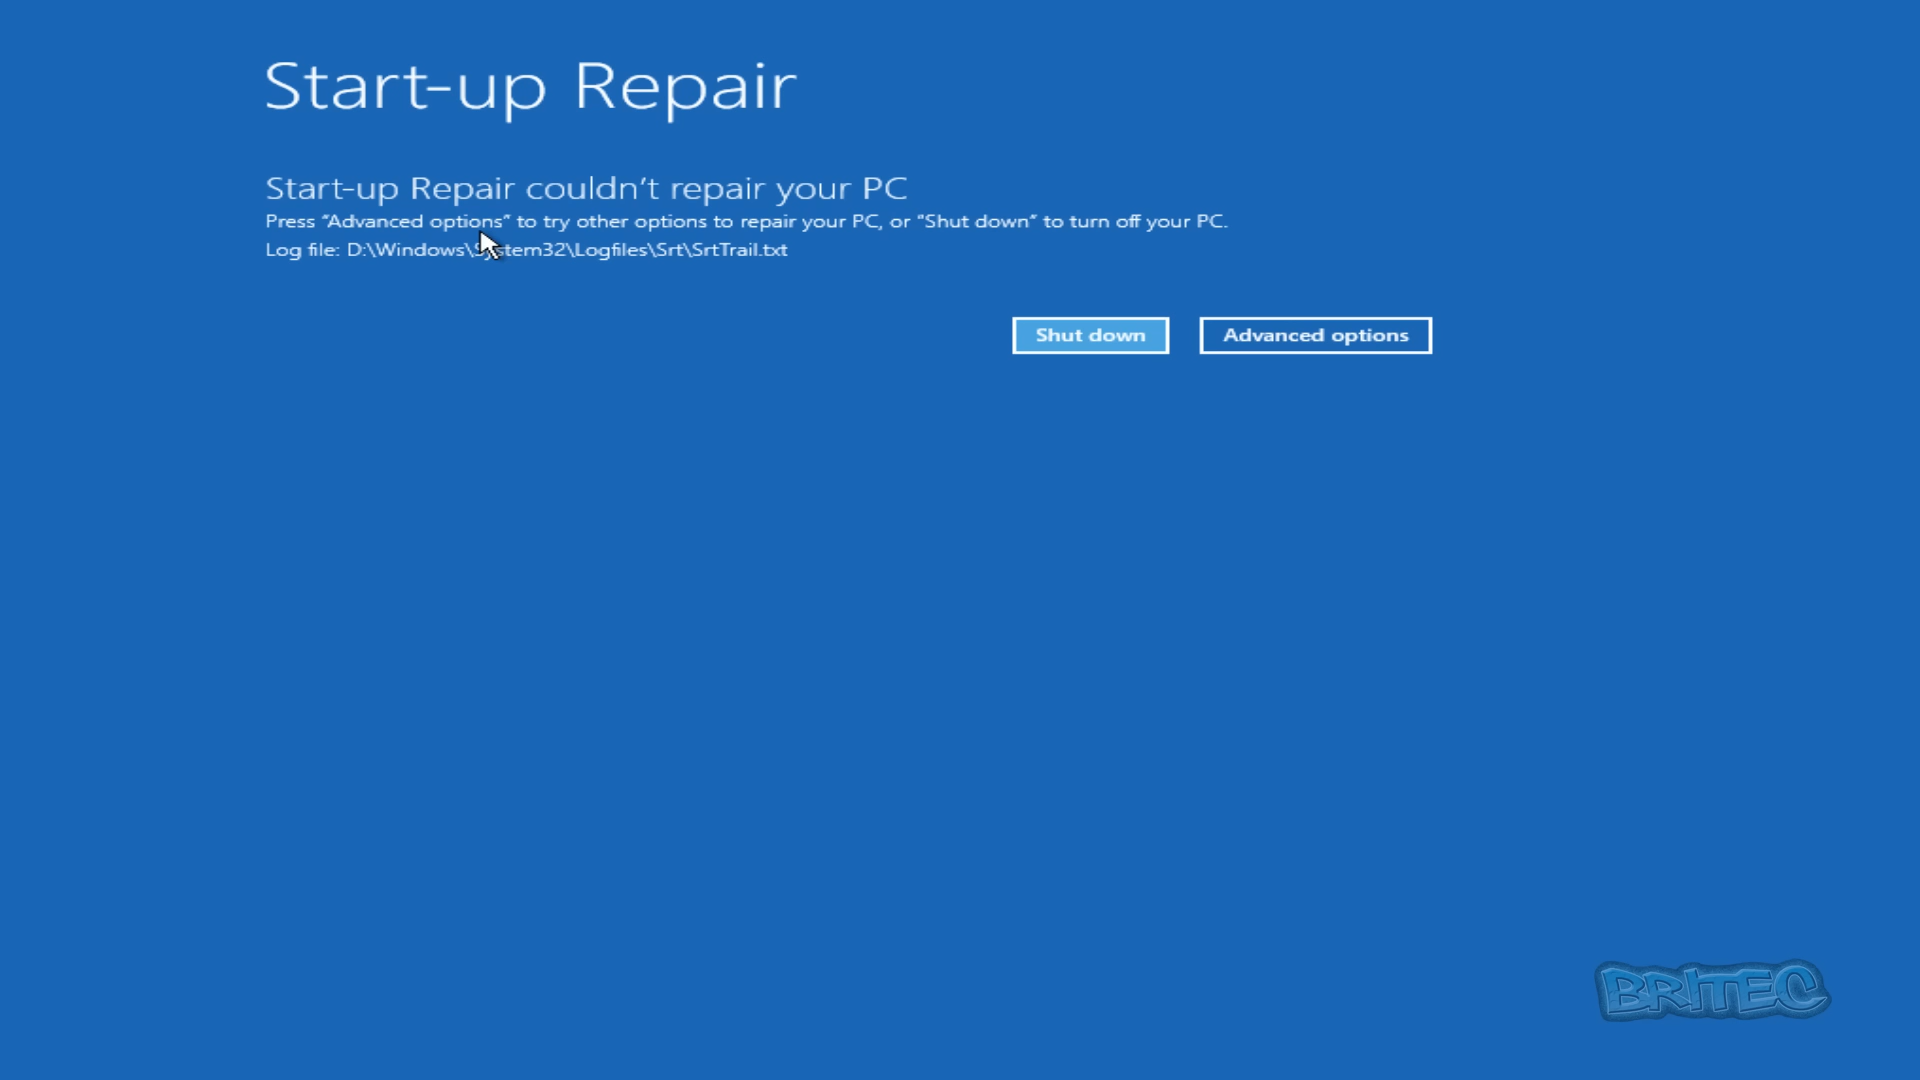 Start-up Repair
Start-up Repair couldn't repair your PC
Press “Advanced options” to try other options to repair your PC, or “Shut down” to turn off your PC.
Log file: D:\Windows\System32\Logfiles\Srt\SrtTrail.txt
Shut down
Advanced options
BRITEC